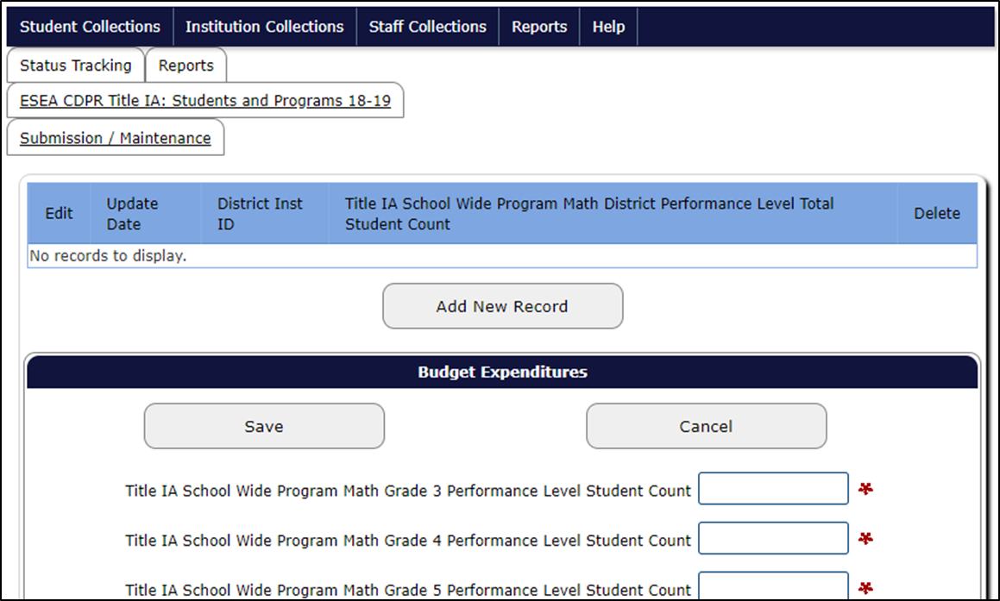 Student Collections Institution Collections Staff Collections Reports Help
Status Tracking Reports
ESEA CDPR Title IA: Students and Programs 18-19
Submission / Maintenance
Edit Update Date District Inst ID Title IA School Wide Program Math District Performance Level Total Student Count Delete
No records to display.
Add New Record
Budget Expenditures
Save Cancel
Title IA School Wide Program Math Grade 3 Performance Level Student Count *
Title IA School Wide Program Math Grade 4 Performance Level Student Count *
Title IA School Wide Program Math Grade 5 Performance Level Student Count *